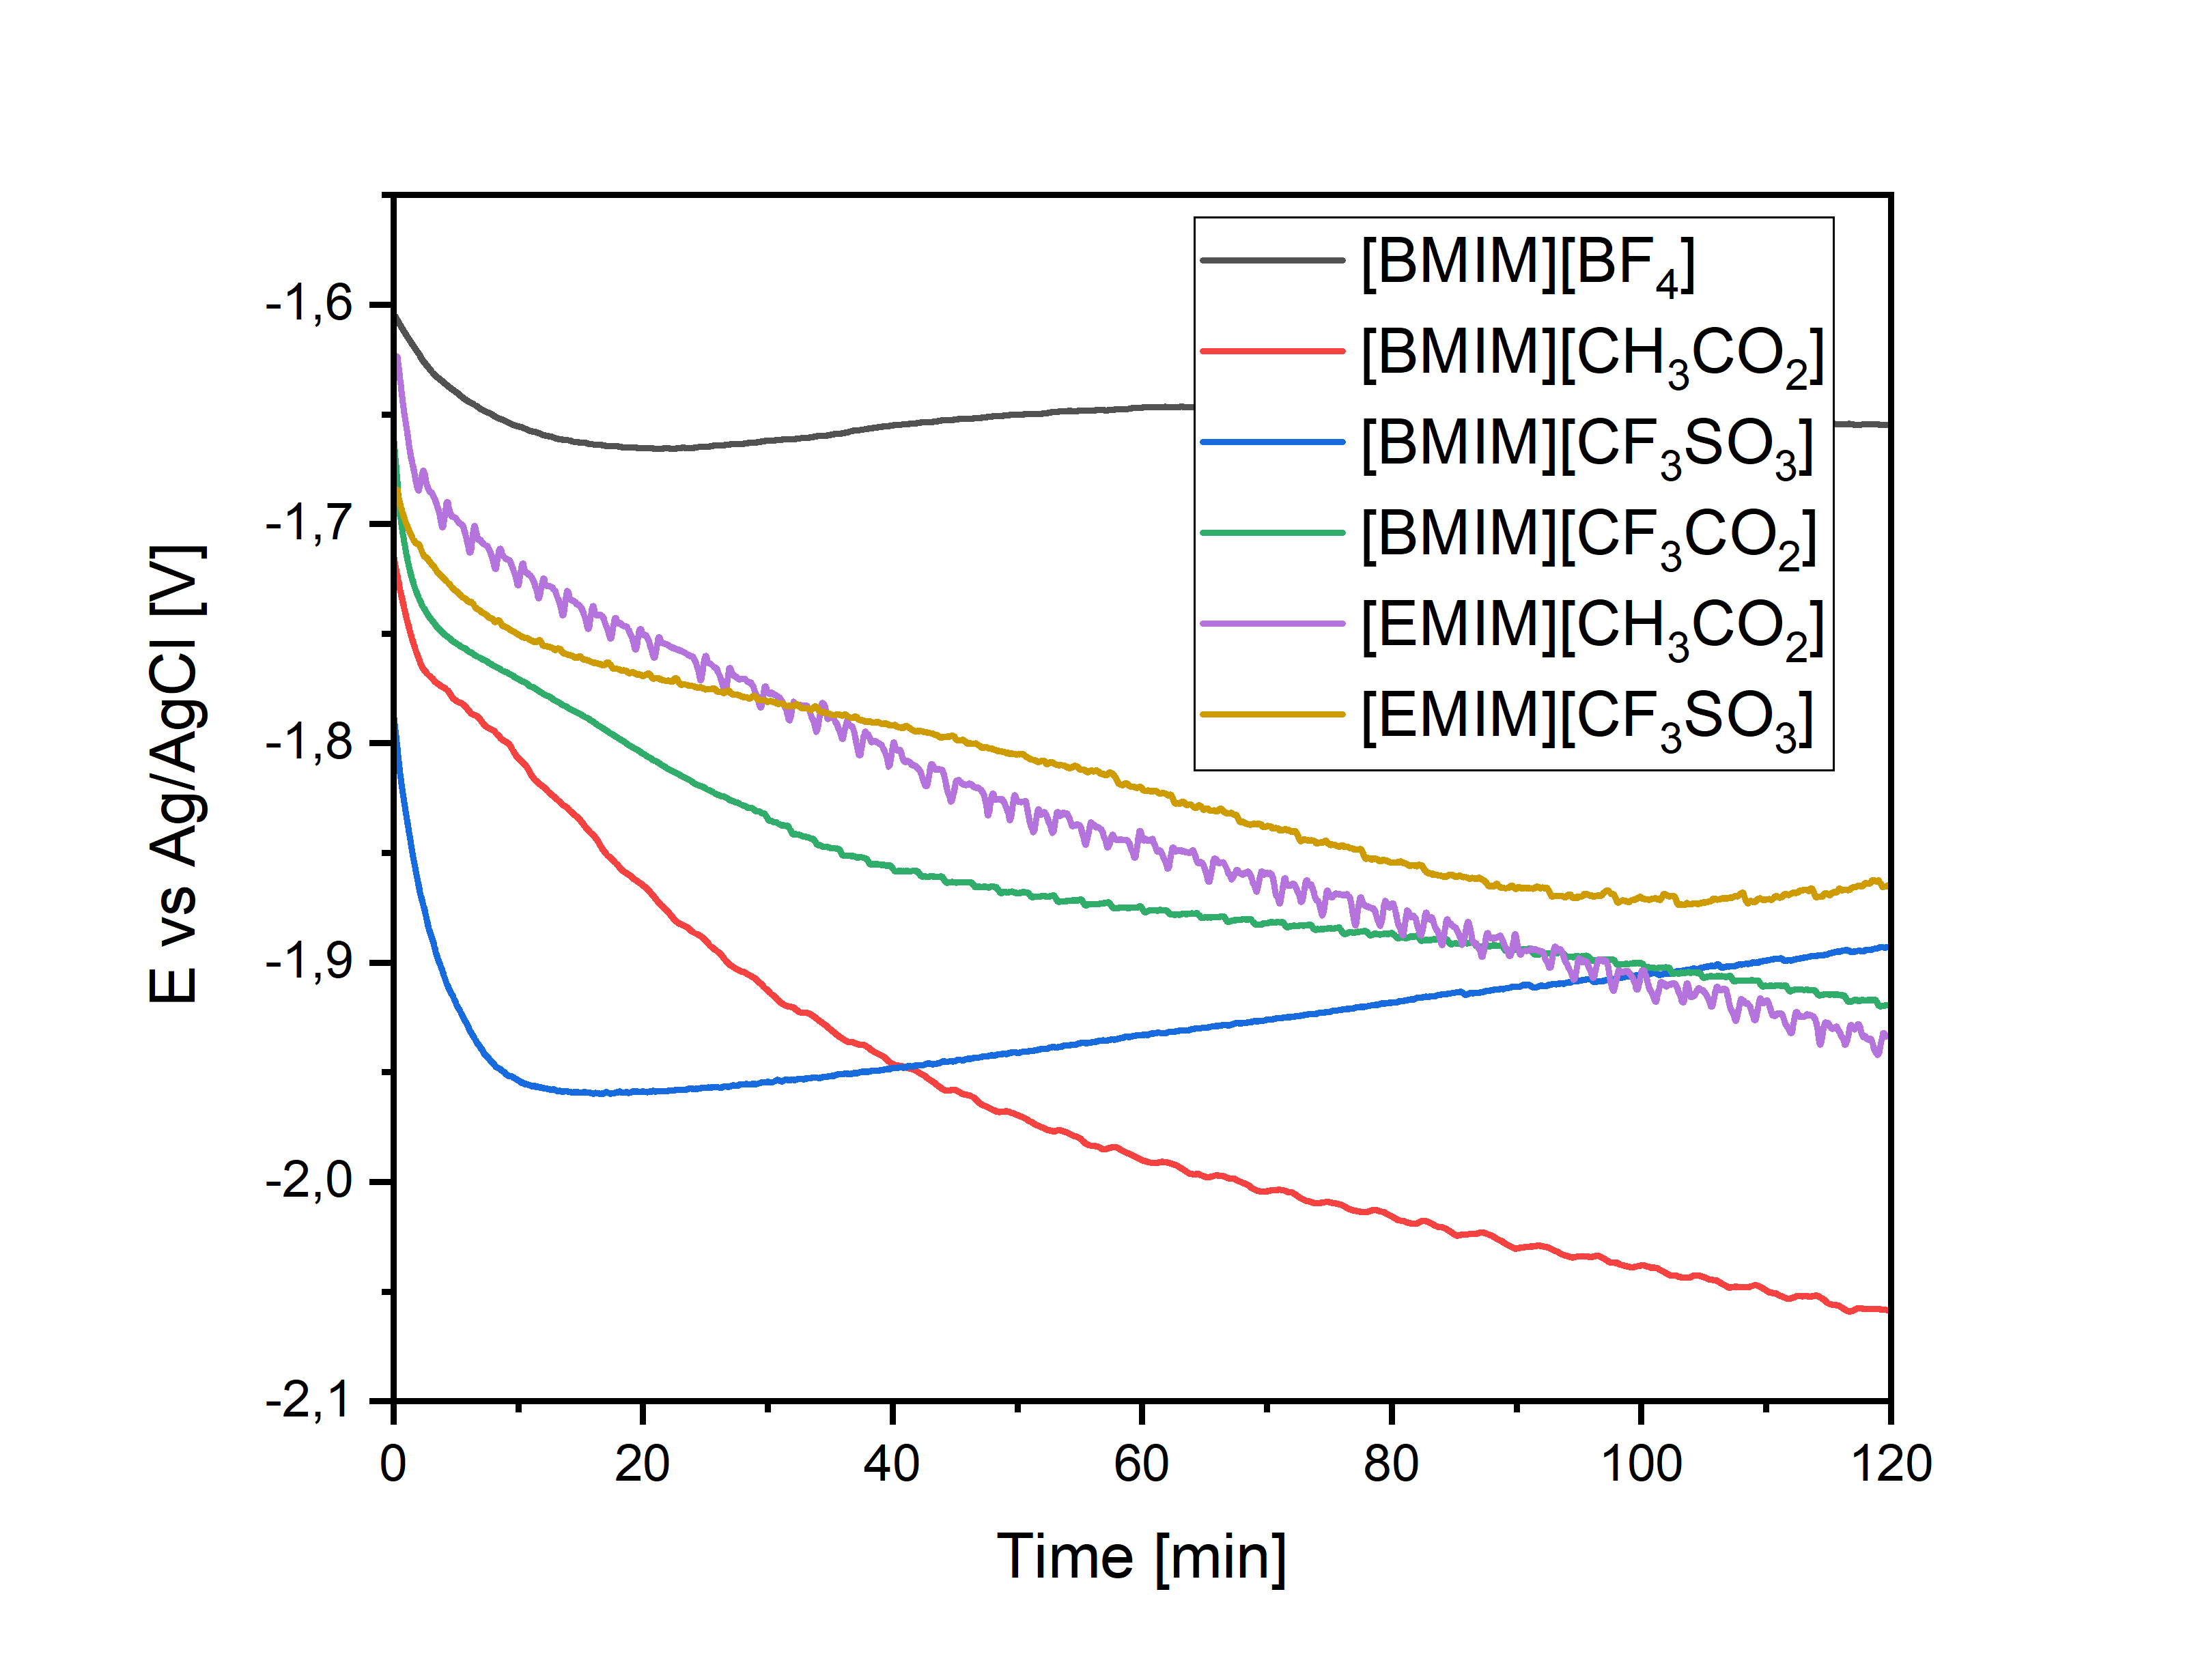 [BMIM][BF4]
[BMIM][CH3CO2]
[BMIM][CF3SO3]
[BMIM][CF3CO2]
[EMIM][CH3CO2]
[EMIM][CF3SO3]
E vs Ag/AgCl [V]
-1,6
-1,7
-1,8
-1,9
-2,0
-2,1
0 20 40 60 80 100 120
Time [min]